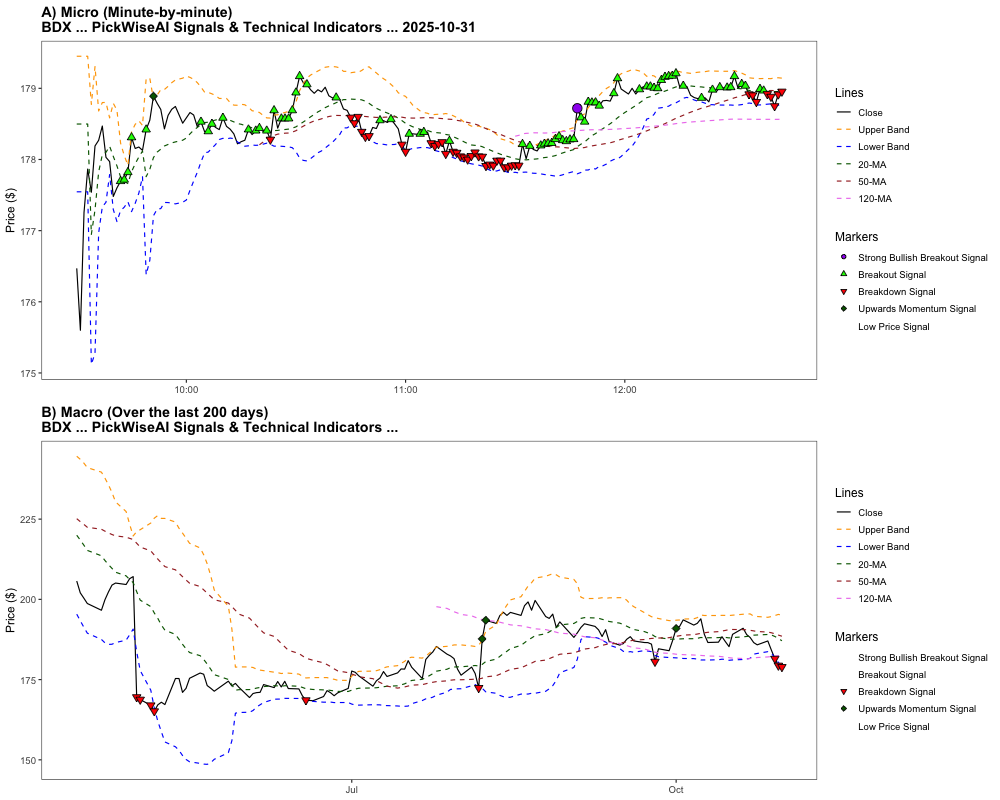 A) Micro (Minute-by-minute)
BDX ... PickWiseAI Signals & Technical Indicators ... 2025-10-31
Price ($)
179
178
177
176
175
10:00
11:00
12:00
Lines
Close
Upper Band
Lower Band
20-MA
50-MA
120-MA
Markers
Strong Bullish Breakout Signal
Breakout Signal
Breakdown Signal
Upwards Momentum Signal
Low Price Signal
B) Macro (Over the last 200 days)
BDX ... PickWiseAI Signals & Technical Indicators ...
Price ($)
225
200
175
150
Jul
Oct
Lines
Close
Upper Band
Lower Band
20-MA
50-MA
120-MA
Markers
Strong Bullish Breakout Signal
Breakout Signal
Breakdown Signal
Upwards Momentum Signal
Low Price Signal